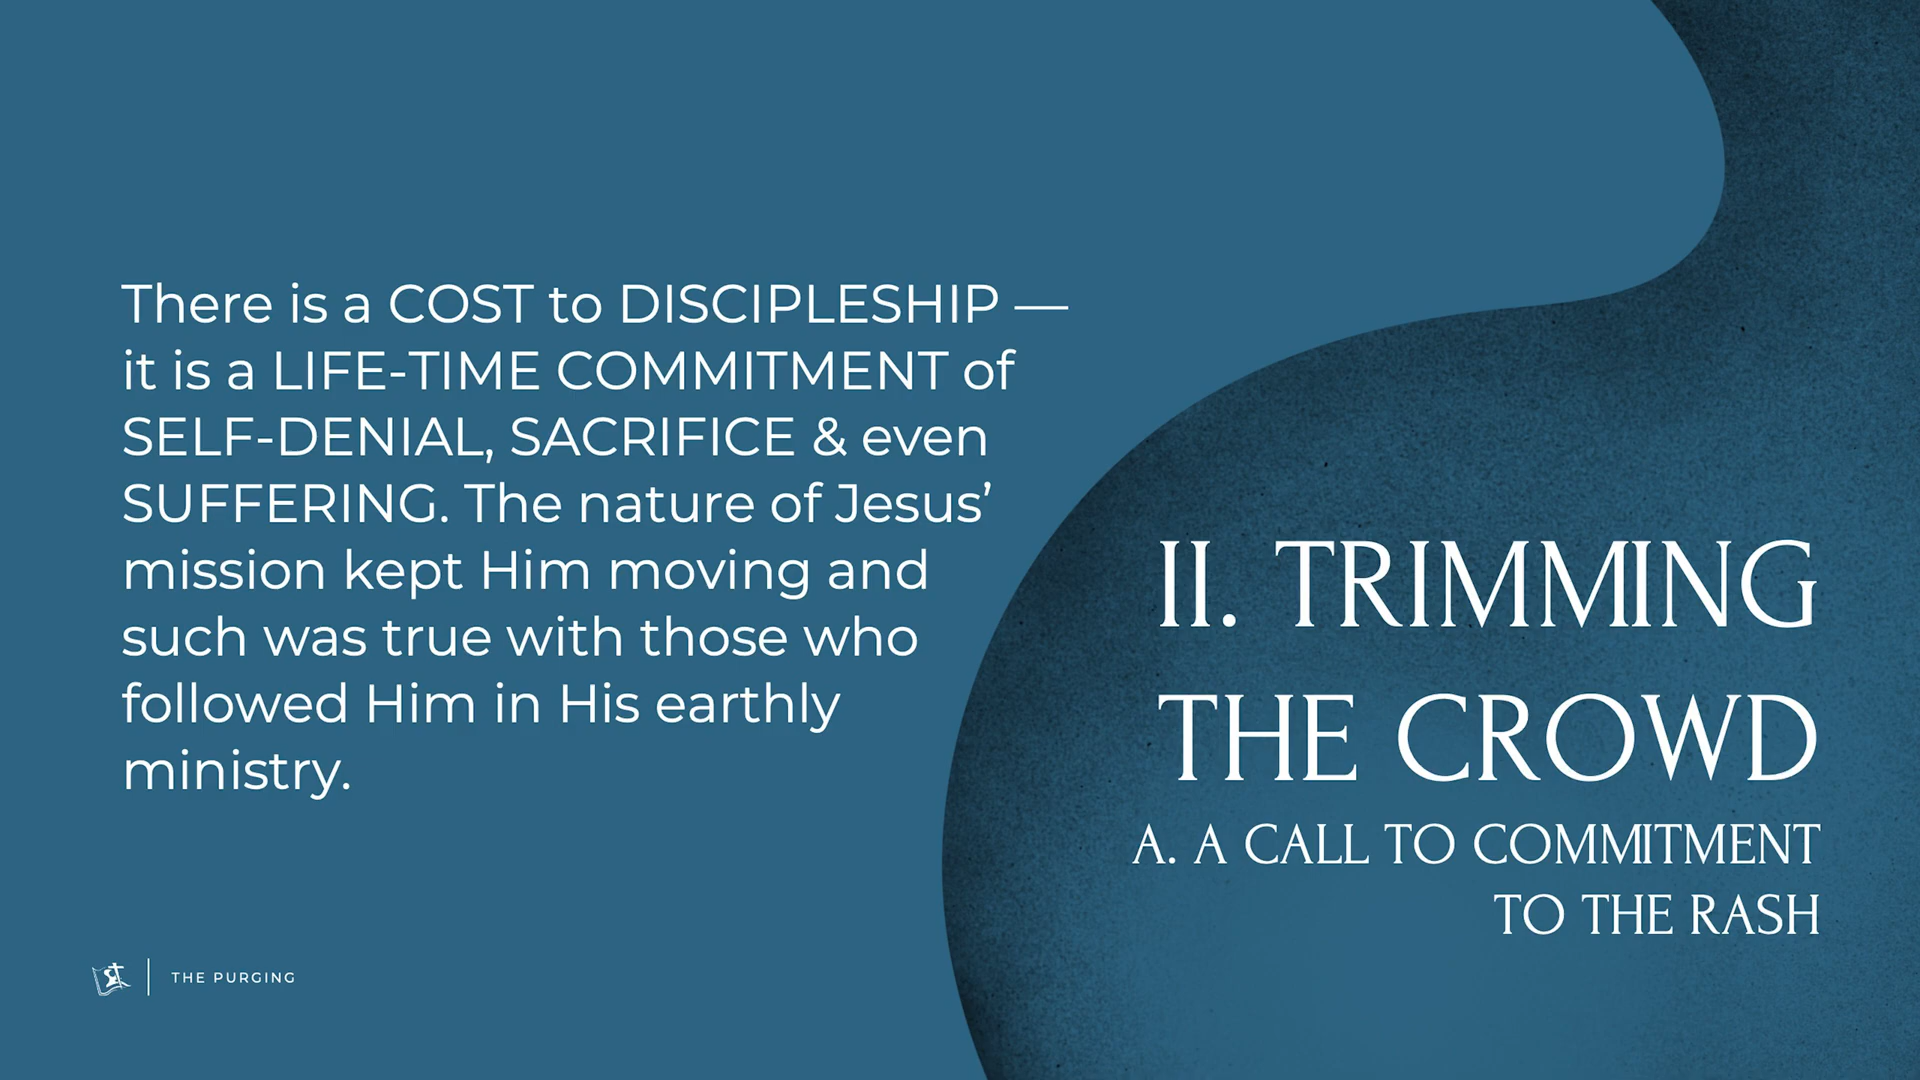 There is a COST to DISCIPLESHIP —
it is a LIFE-TIME COMMITMENT of
SELF-DENIAL, SACRIFICE & even
SUFFERING. The nature of Jesus’
mission kept Him moving and
such was true with those who
followed Him in His earthly
ministry.
II. TRIMMING
THE CROWD
A. A CALL TO COMMITMENT
TO THE RASH
THE PURGING